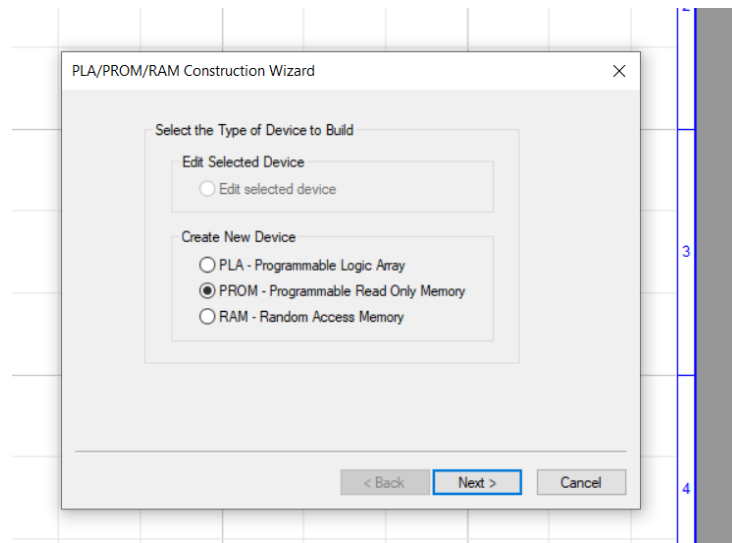 2
PLA/PROM/RAM Construction Wizard
Select the Type of Device to Build
Edit Selected Device
Edit selected device
Create New Device
PLA - Programmable Logic Array
PROM - Programmable Read Only Memory
RAM - Random Access Memory
3
< Back Next > Cancel
4